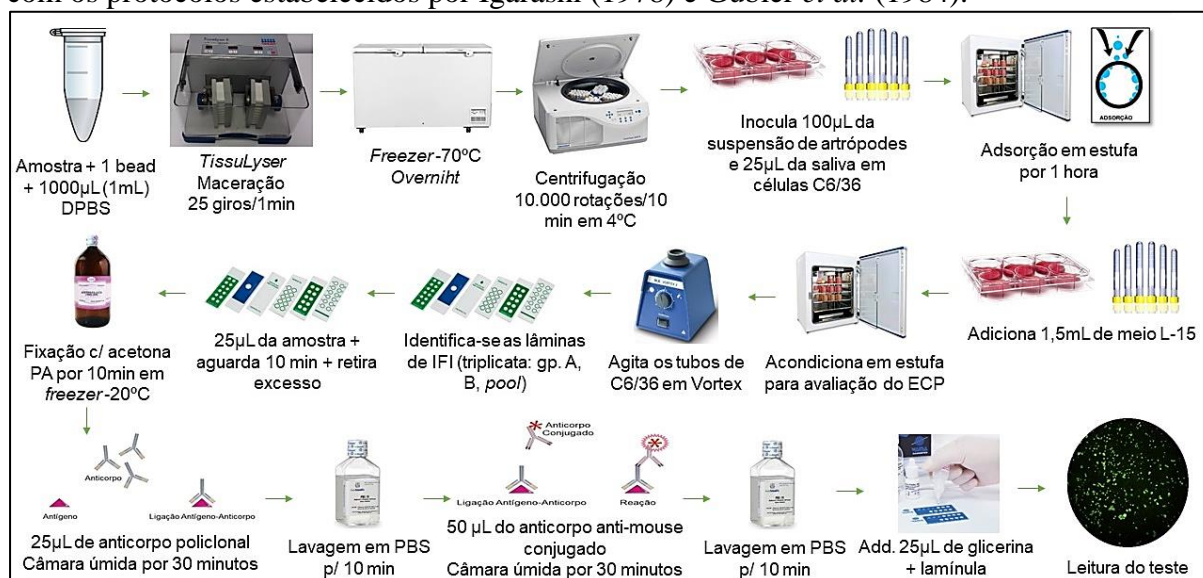 com os protocolos estabelecidos por Igarashi (1978) e Gubler et al. (1984).
Amostra + 1 bead
+ 1000µL (1mL)
DPBS
TissuLyser
Maceração
25 giros/1min
Freezer -70ºC
Overniht
Centrifugação
10.000 rotações/10
min em 4ºC
Inocula 100µL da
suspensão de artrópodes
e 25µL da saliva em
células C6/36
ADSORÇÃO
Adsorção em estufa
por 1 hora
Adiciona 1,5mL de meio L-15
Acondiciona em estufa
para avaliação do ECP
Agita os tubos
de C6/36 em Vortex
Identifica-se as lâminas
de IFI (triplicata: gp. A,
B, pool)
25µL da amostra +
aguarda 10 min + retira
excesso
Fixação c/ acetona
PA por 10min em
freezer -20ºC
Anticorpo
Antígeno
Ligação Antígeno-Anticorpo
25µL de anticorpo policlonal
Câmara úmida por 30 minutos
Lavagem em PBS
p/ 10 min
Anticorpo
Conjugado
Ligação Antígeno-Anticorpo
Reação
50 µL do anticorpo anti-mouse
conjugado
Câmara úmida por 30 minutos
Lavagem em PBS
p/ 10 min
Add. 25µL de glicerina
+ lamínula
Leitura do teste